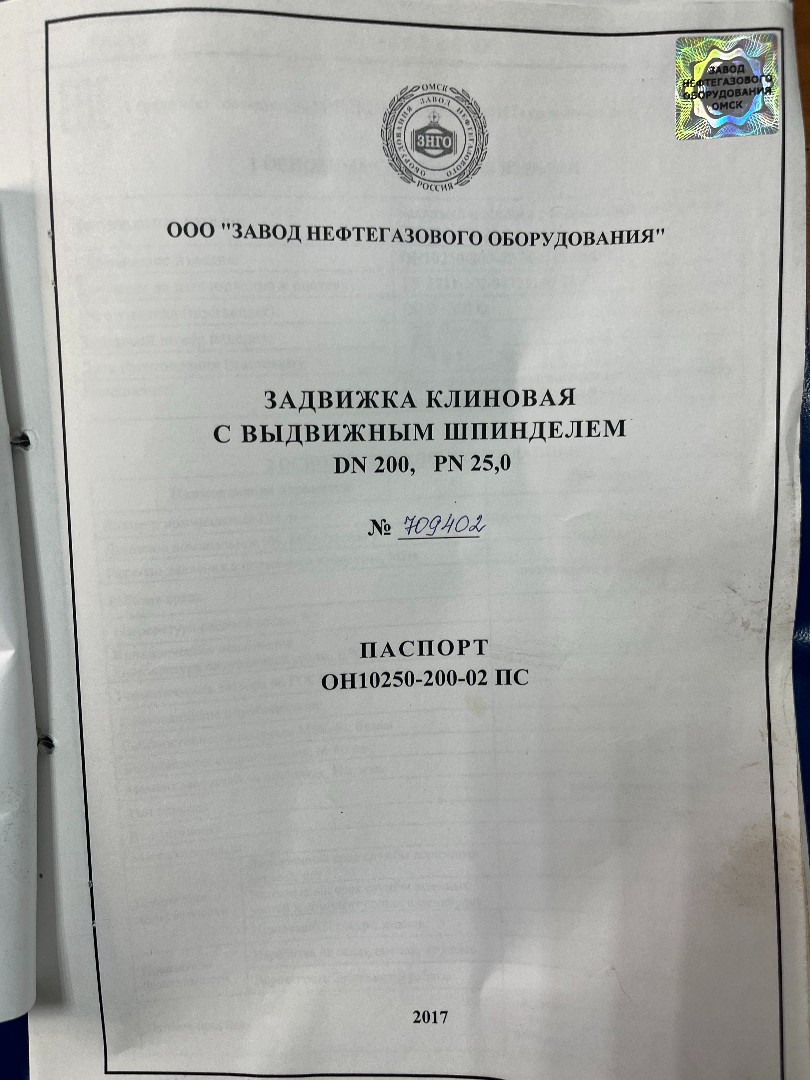 ОМСК
ЗАВОД НЕФТЕГАЗОВОГО ОБОРУДОВАНИЯ
ЗНГО
РОССИЯ
ЗАВОД
НЕФТЕГАЗОВОГО
ОБОРУДОВАНИЯ
ОМСК
ООО "ЗАВОД НЕФТЕГАЗОВОГО ОБОРУДОВАНИЯ"
ЗАДВИЖКА КЛИНОВАЯ
С ВЫДВИЖНЫМ ШПИНДЕЛЕМ
DN 200, PN 25,0
№ 709402
ПАСПОРТ
ОН10250-200-02 ПС
2017